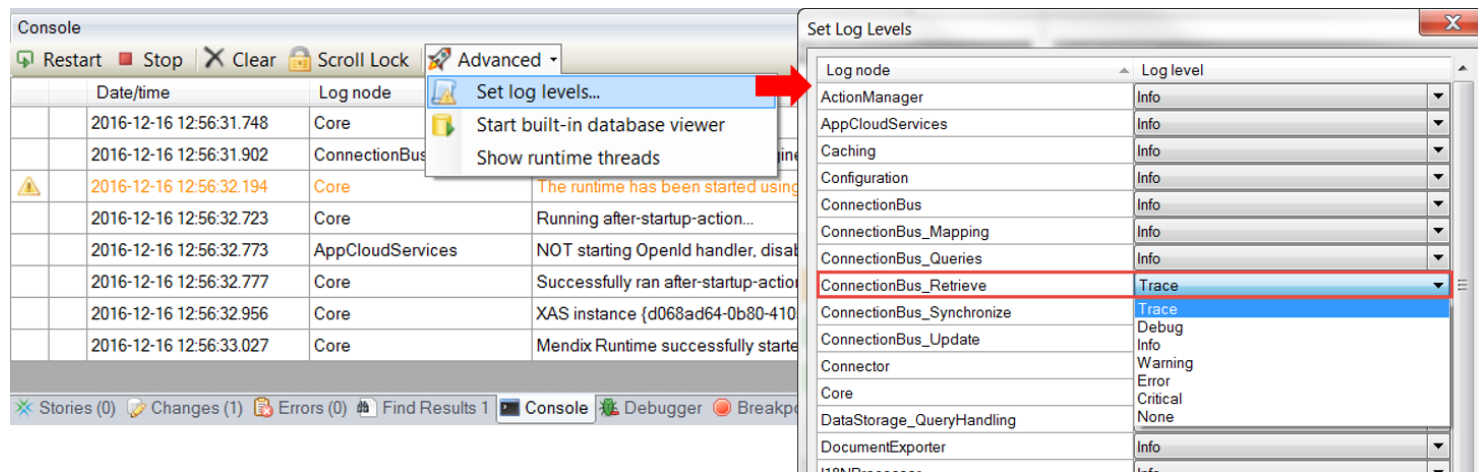 Console
Restart Stop Clear Scroll Lock Advanced
Date/time Log node
2016-12-16 12:56:31.748 Core
2016-12-16 12:56:31.902 ConnectionBus
2016-12-16 12:56:32.194 Core The runtime has been started using
2016-12-16 12:56:32.723 Core Running after-startup-action...
2016-12-16 12:56:32.773 AppCloudServices NOT starting OpenId handler, disab
2016-12-16 12:56:32.777 Core Successfully ran after-startup-action
2016-12-16 12:56:32.956 Core XAS instance {d068ad64-0b80-410
2016-12-16 12:56:33.027 Core Mendix Runtime successfully starte
Set log levels...
Start built-in database viewer
Show runtime threads
Stories (0) Changes (1) Errors (0) Find Results 1 Console Debugger Breakpo
Set Log Levels
Log node Log level
ActionManager Info
AppCloudServices Info
Caching Info
Configuration Info
ConnectionBus Info
ConnectionBus_Mapping Info
ConnectionBus_Queries Info
ConnectionBus_Retrieve Trace
ConnectionBus_Synchronize
ConnectionBus_Update
Connector
Core
DataStorage_QueryHandling
DocumentExporter Info
Trace
Debug
Info
Warning
Error
Critical
None